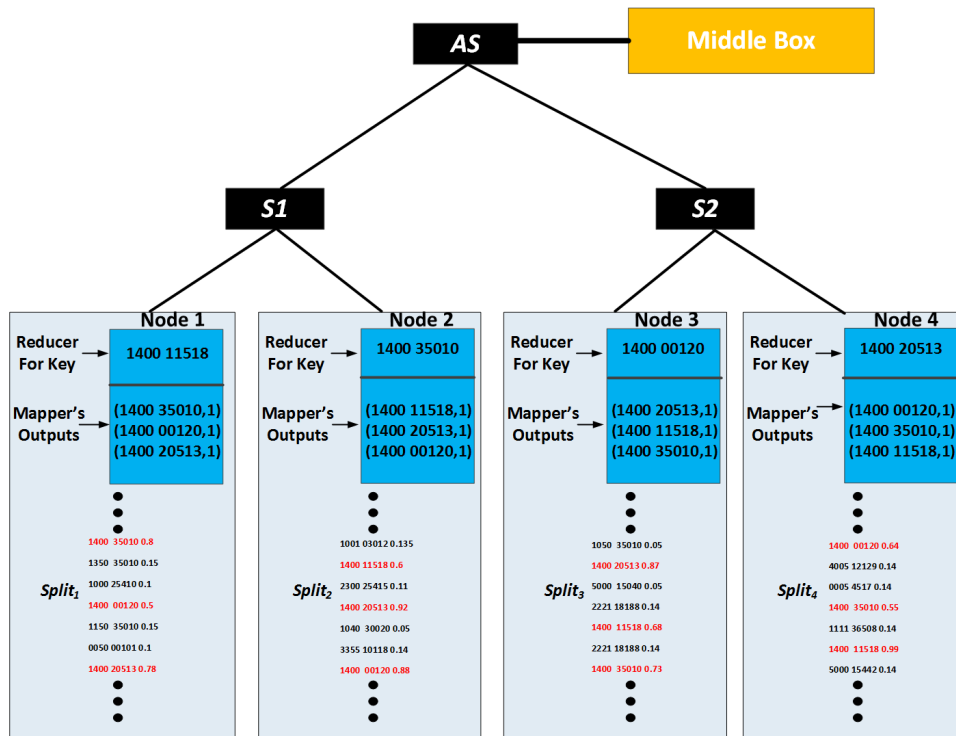 AS
Middle Box
S1
S2
Node 1
Reducer
For Key
1400 11518
Mapper's
Outputs
(1400 35010,1)
(1400 00120,1)
(1400 20513,1)
Split1
1400 35010 0.8
1350 35010 0.15
1000 25410 0.1
1400 00120 0.5
1150 35010 0.15
0050 00101 0.1
1400 20513 0.78
Node 2
Reducer
For Key
1400 35010
Mapper's
Outputs
(1400 11518,1)
(1400 20513,1)
(1400 00120,1)
Split2
1001 03012 0.135
1400 11518 0.6
2300 25415 0.11
1400 20513 0.92
1040 30020 0.05
3355 10118 0.14
1400 00120 0.88
Node 3
Reducer
For Key
1400 00120
Mapper's
Outputs
(1400 20513,1)
(1400 11518,1)
(1400 35010,1)
Split3
1050 35010 0.05
1400 20513 0.87
5000 15040 0.05
2221 18188 0.14
1400 11518 0.68
2221 18188 0.14
1400 35010 0.73
Node 4
Reducer
For Key
1400 20513
Mapper's
Outputs
(1400 00120,1)
(1400 35010,1)
(1400 11518,1)
Split4
1400 00120 0.64
4005 12129 0.14
0005 4517 0.14
1400 35010 0.55
1111 36508 0.14
1400 11518 0.99
5000 15442 0.14